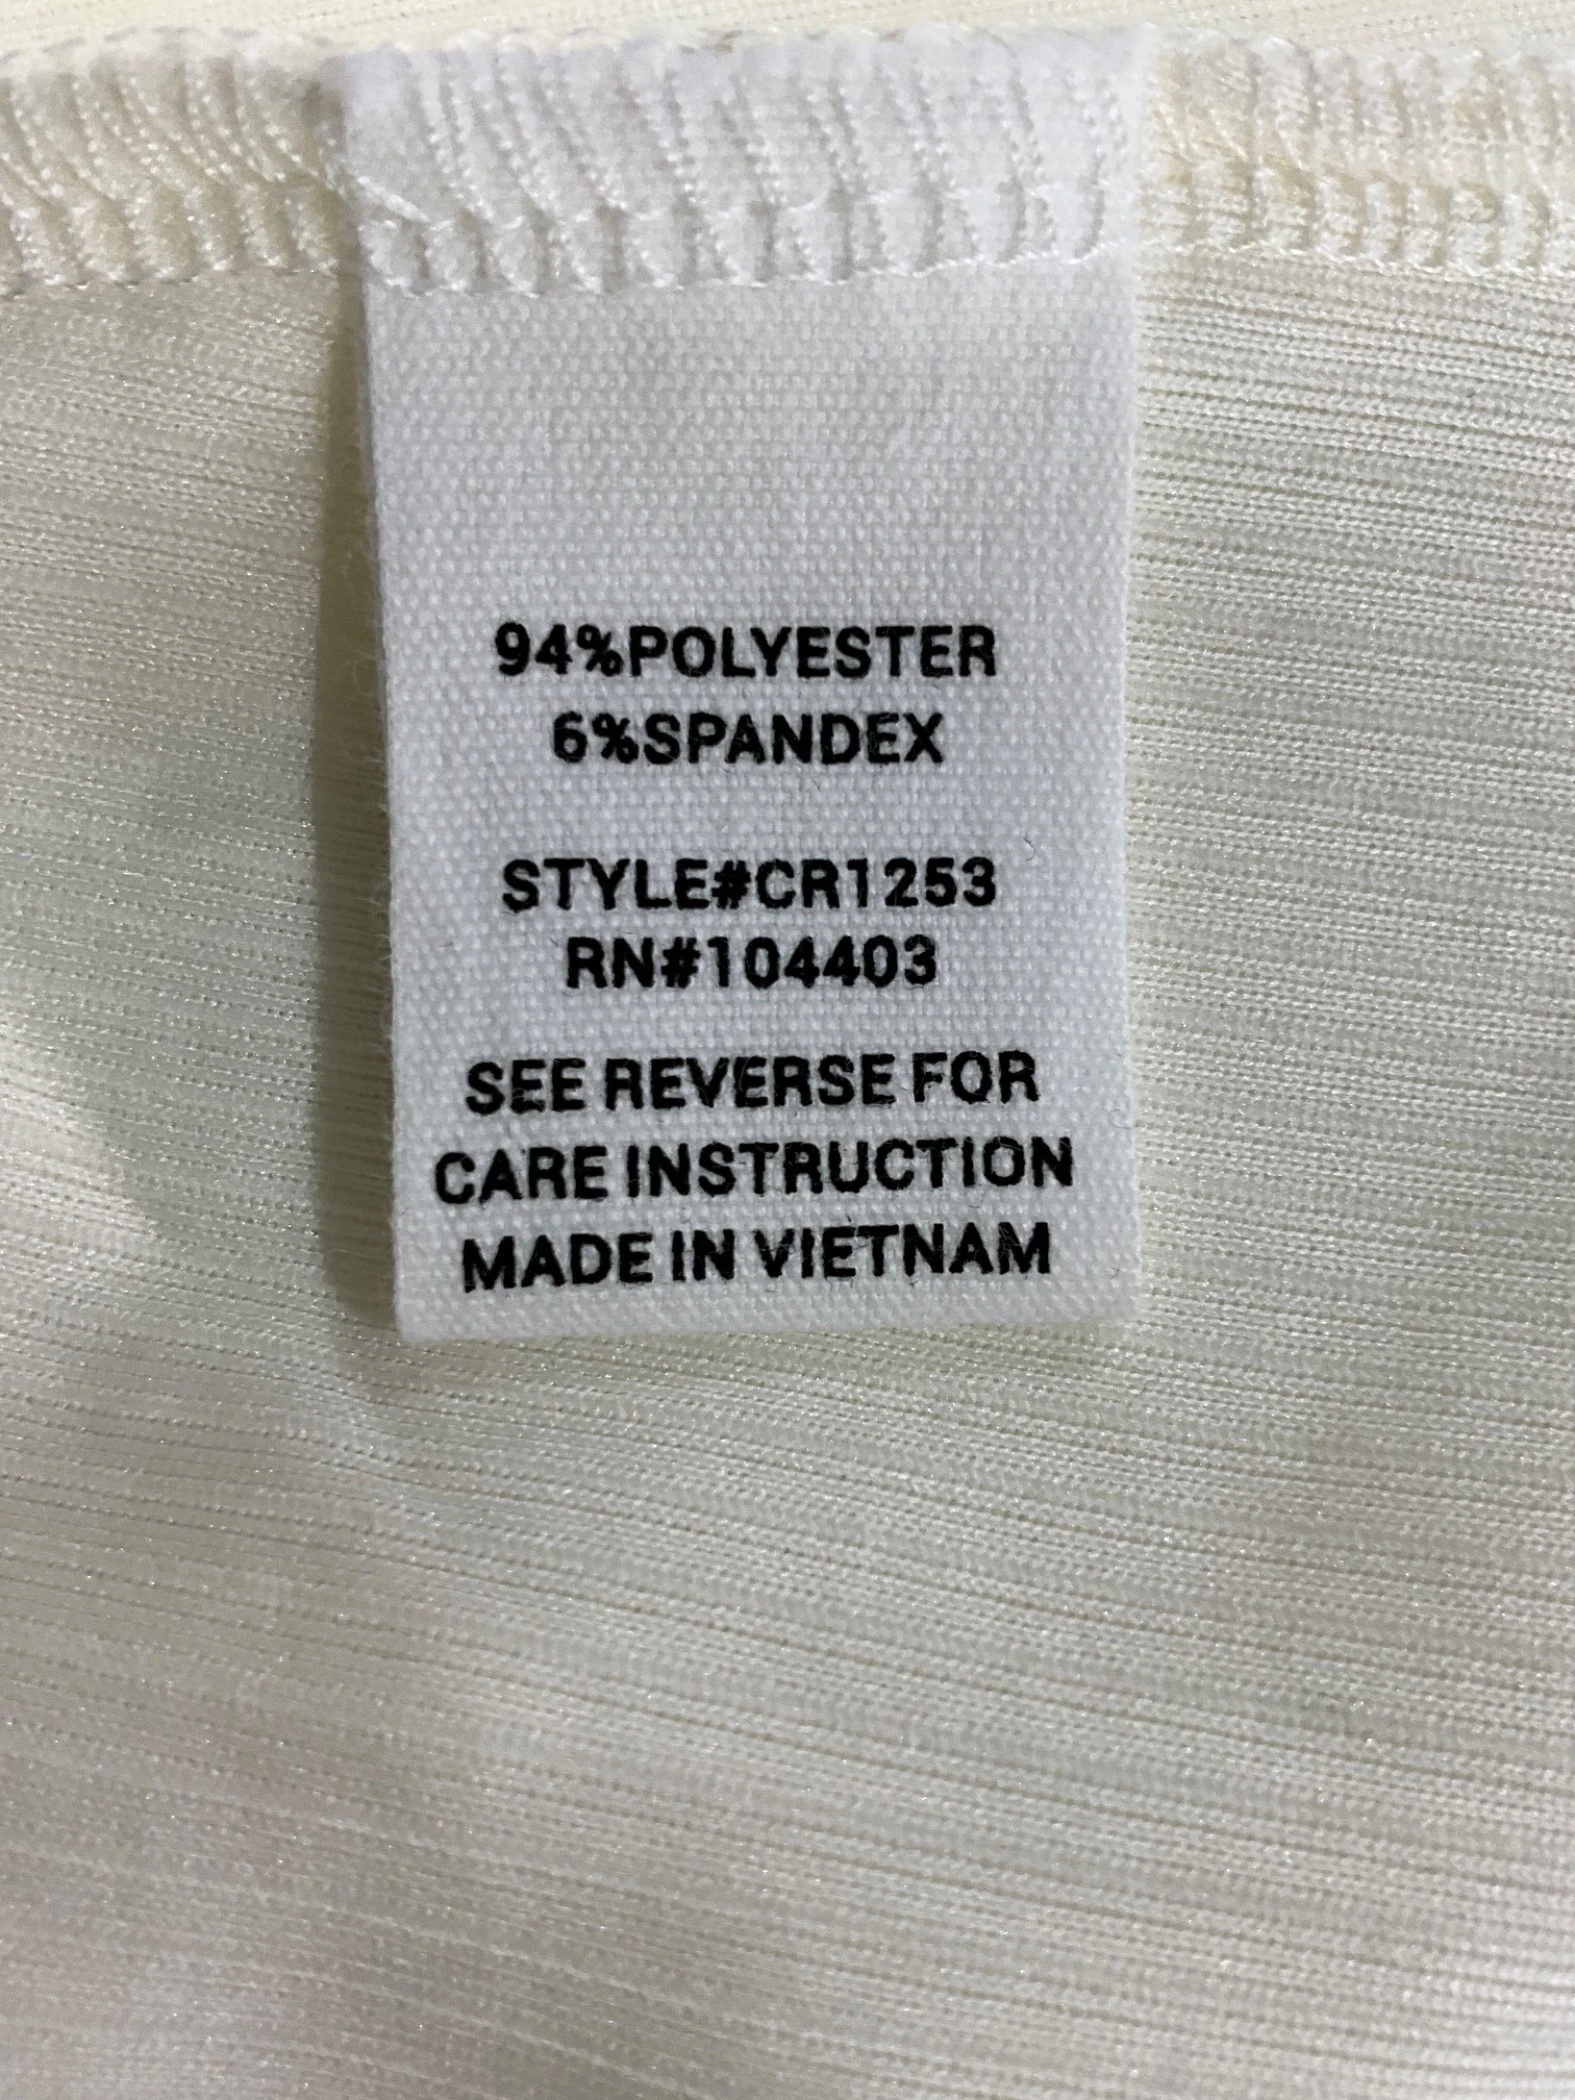 94%POLYESTER
6%SPANDEX
STYLE#CR1253
RN#104403
SEE REVERSE FOR
CARE INSTRUCTION
MADE IN VIETNAM